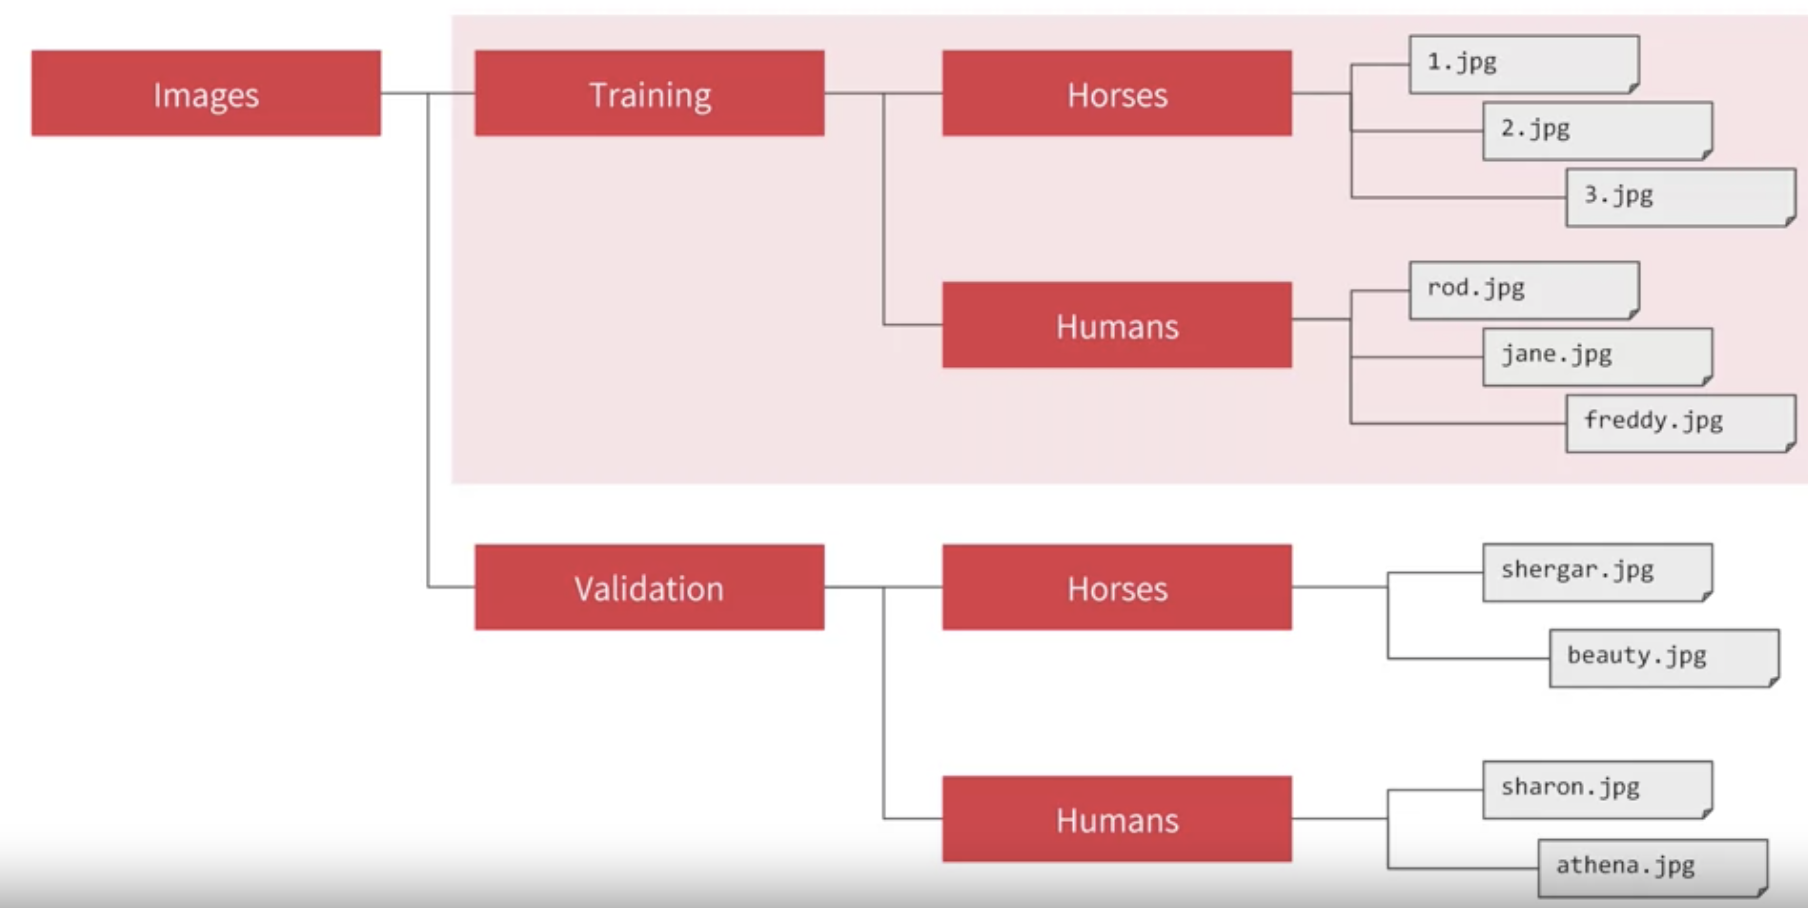 Images
Training
Horses
1.jpg
2.jpg
3.jpg
Humans
rod.jpg
jane.jpg
freddy.jpg
Validation
Horses
shergar.jpg
beauty.jpg
Humans
sharon.jpg
athena.jpg